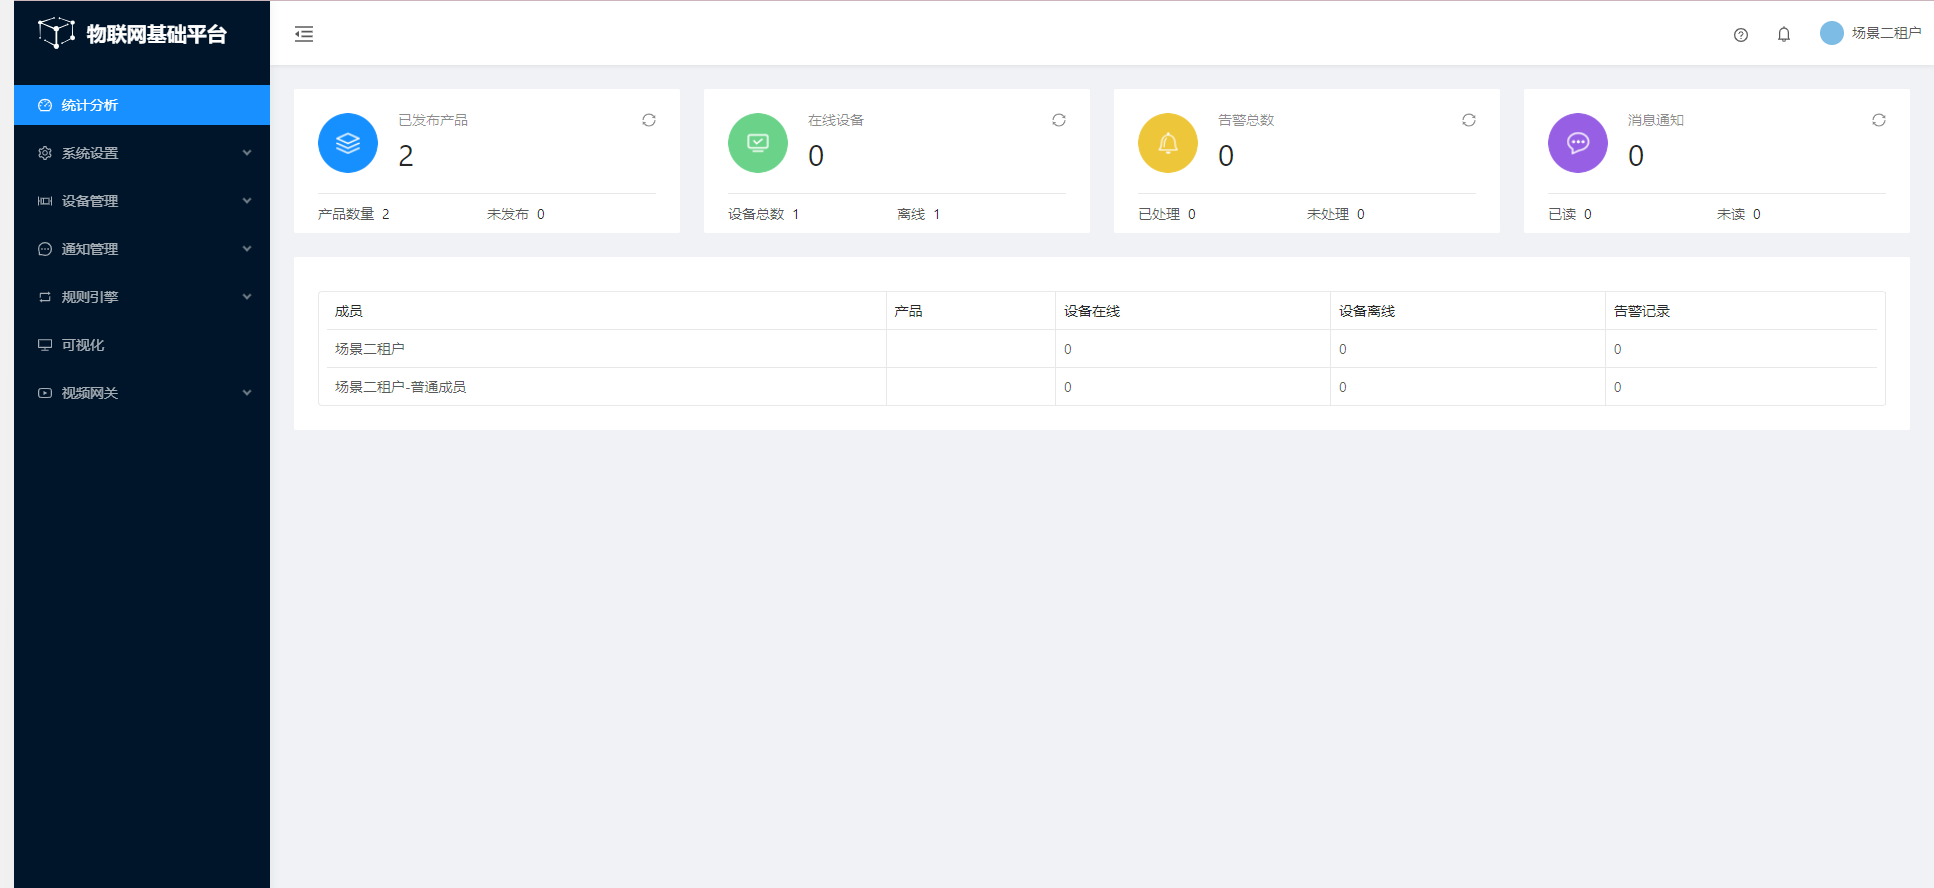 物联网基础平台
场景二租户
统计分析
系统设置
设备管理
通知管理
规则引擎
可视化
视频网关
已发布产品
2
产品数量 2 未发布 0
在线设备
0
设备总数 1 离线 1
告警总数
0
已处理 0 未处理 0
消息通知
0
已读 0 未读 0
成员 产品 设备在线 设备离线 告警记录
场景二租户 0 0 0
场景二租户-普通成员 0 0 0